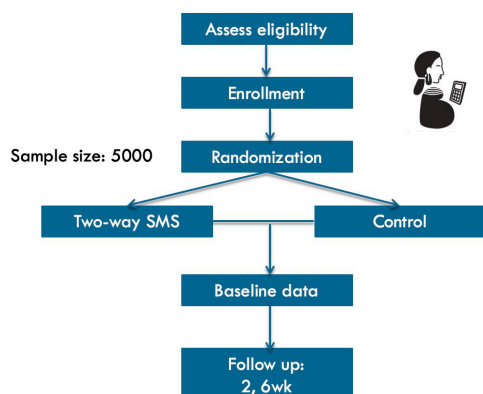 Assess eligibility
Enrollment
Sample size: 5000
Randomization
Two-way SMS
Control
Baseline data
Follow up:
2, 6wk